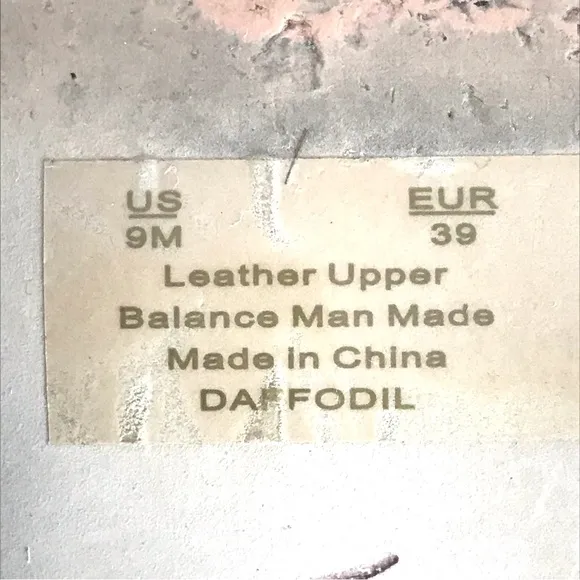 US EUR
9M 39
Leather Upper
Balance Man Made
Made in China
DAFFODIL